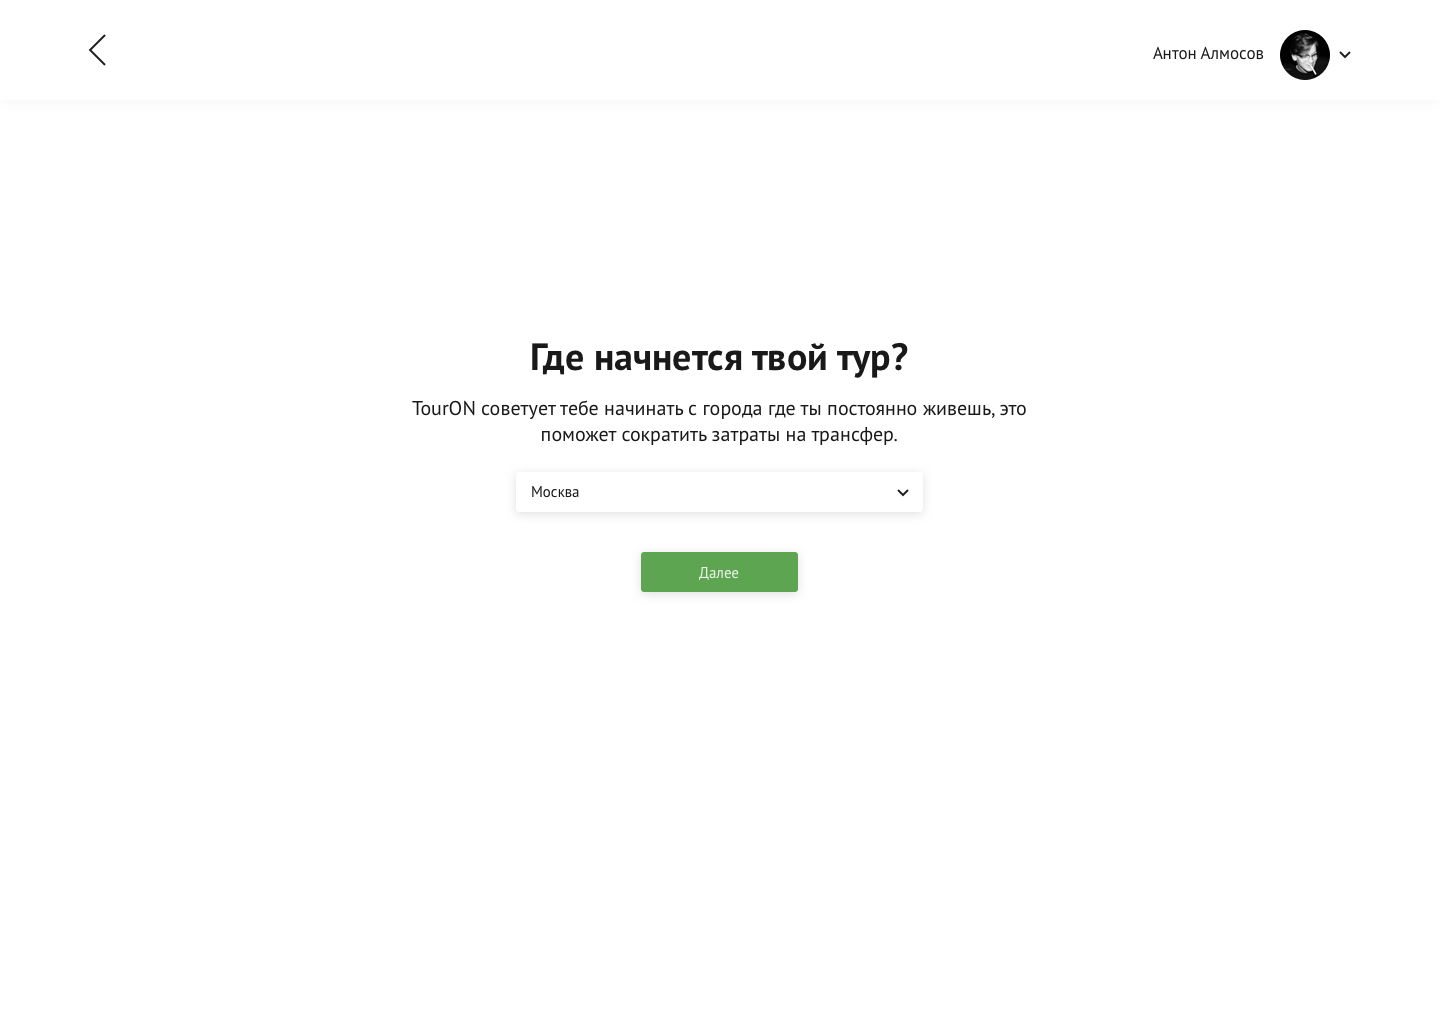 Антон Алмосов
Где начнется твой тур?
TourON советует тебе начинать с города где ты постоянно живешь, это
поможет сократить затраты на трансфер.
Москва
Далее